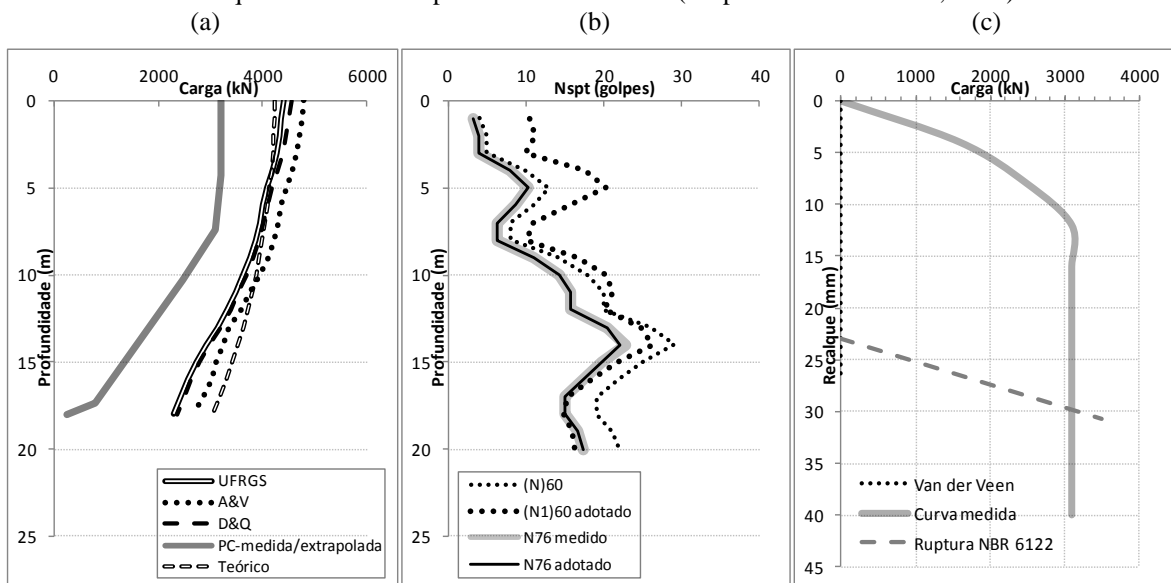 (a)
(b)
(c)
0 2000 4000 6000
Carga (kN)
0
5
10
15
20
25
Profundidade (m)
UFRGS
A&V
D&Q
PC-medida/extrapolada
Teórico
0 10 20 30 40
Nspt (golpes)
0
5
10
15
20
25
Profundidade (m)
(N)60
(N1)60 adotado
N76 medido
N76 adotado
0 1000 2000 3000 4000
Carga (kN)
0
5
10
15
20
25
30
35
40
45
Recalque (mm)
Van der Veen
Curva medida
Ruptura NBR 6122